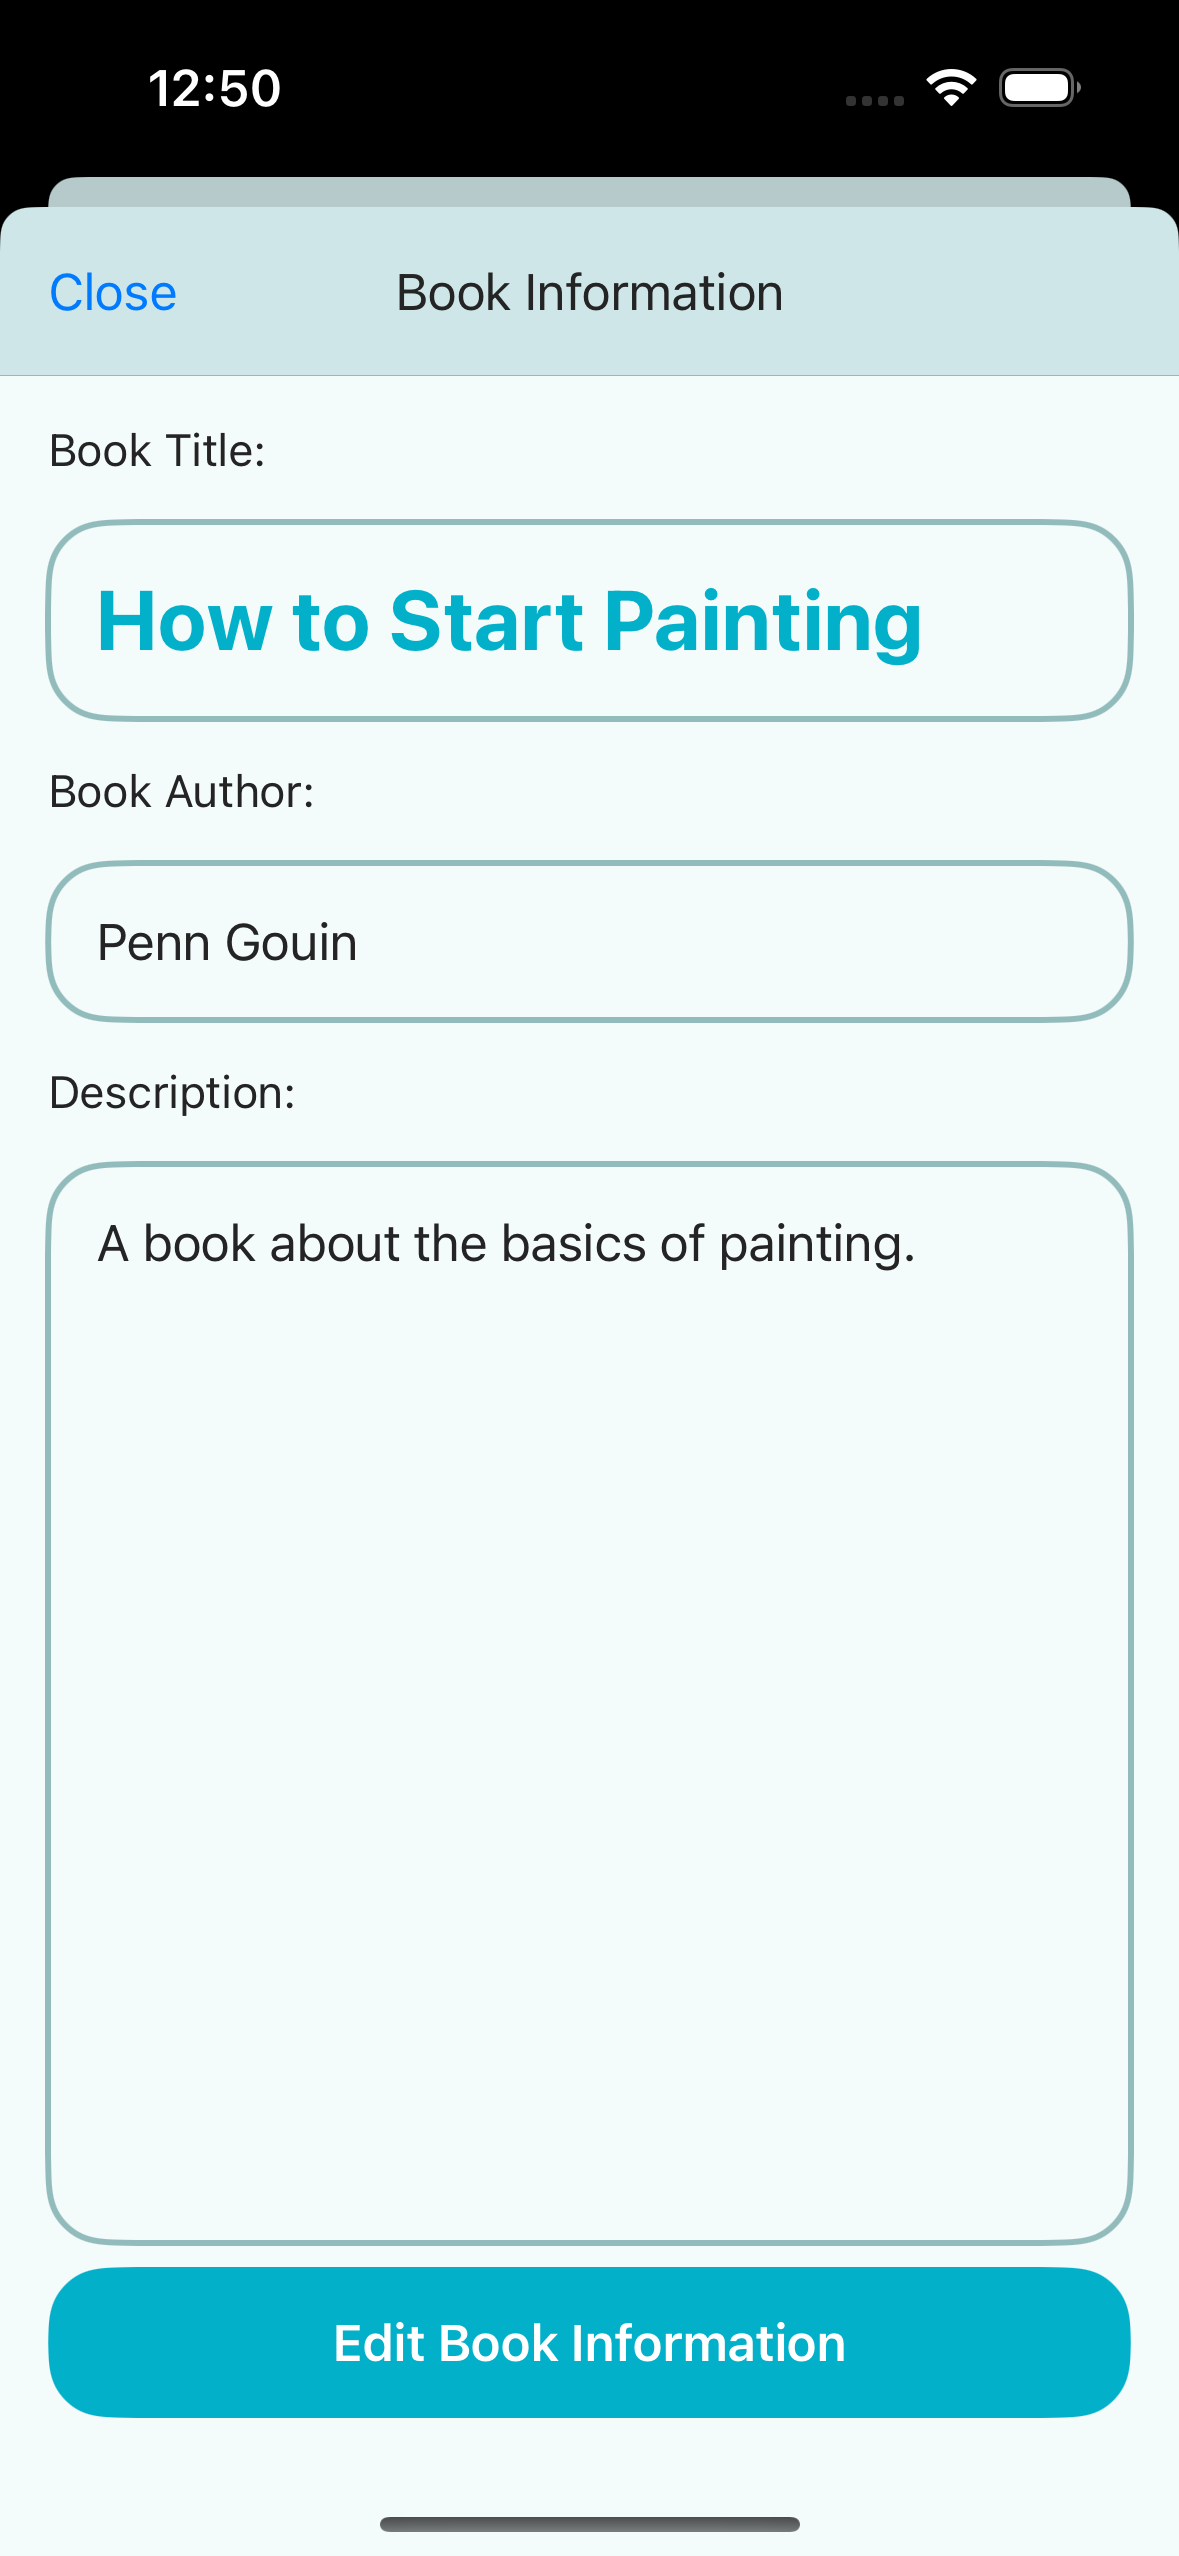 12:50
Close
Book Information
Book Title:
How to Start Painting
Book Author:
Penn Gouin
Description:
A book about the basics of painting.
Edit Book Information